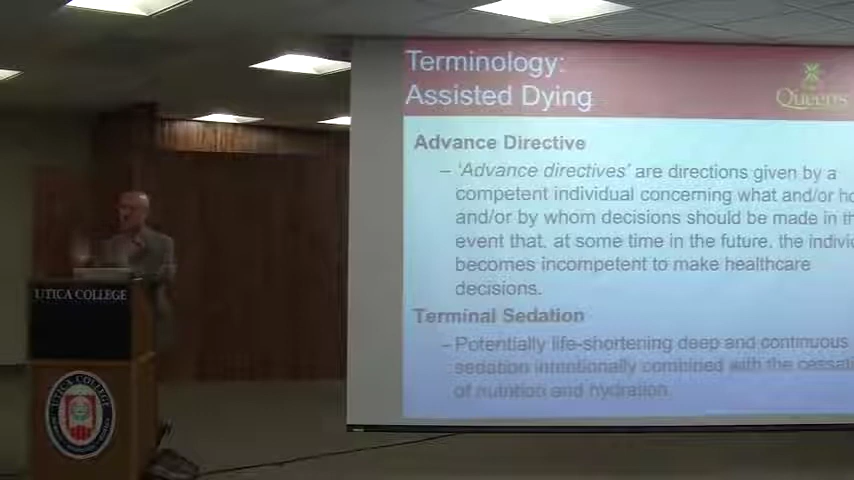 Terminology:
Assisted Dying
Queen's
Advance Directive
– 'Advance directives' are directions given by a
competent individual concerning what and/or ho
and/or by whom decisions should be made in th
event that, at some time in the future, the individ
becomes incompetent to make healthcare
decisions.
Terminal Sedation
– Potentially life-shortening deep and continuous
sedation intentionally combined with the cessati
of nutrition and hydration.
UTICA COLLEGE
UTICA COLLEGE